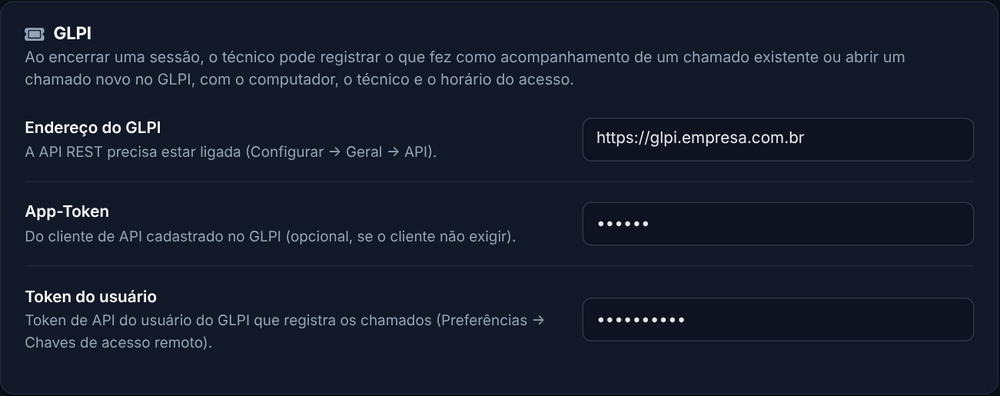 GLPI
Ao encerrar uma sessão, o técnico pode registrar o que fez como acompanhamento de um chamado existente ou abrir um
chamado novo no GLPI, com o computador, o técnico e o horário do acesso.
Endereço do GLPI
A API REST precisa estar ligada (Configurar → Geral → API).
https://glpi.empresa.com.br
App-Token
Do cliente de API cadastrado no GLPI (opcional, se o cliente não exigir).
••••••
Token do usuário
Token de API do usuário do GLPI que registra os chamados (Preferências →
Chaves de acesso remoto).
••••••••••